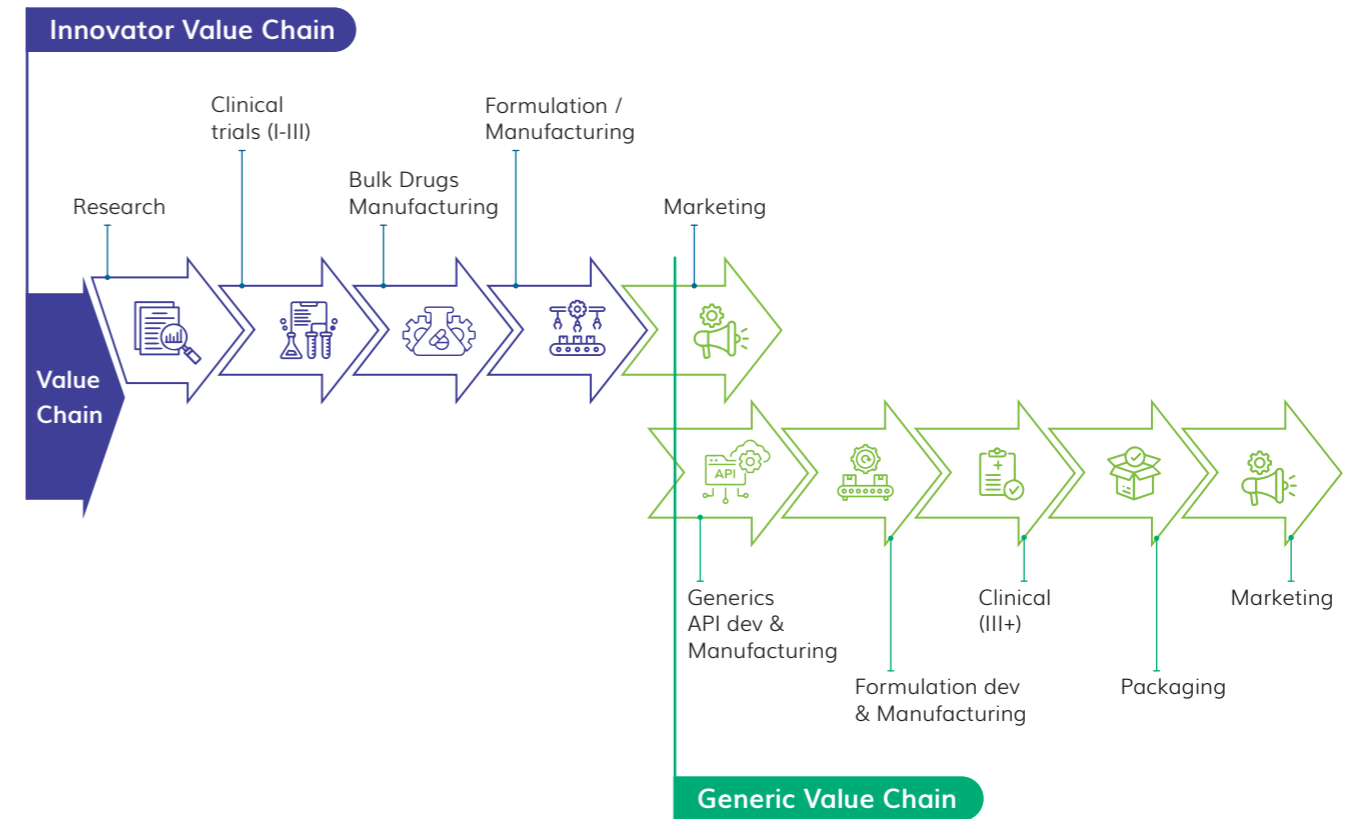 Innovator Value Chain
Clinical
trials (I-III)
Formulation /
Manufacturing
Bulk Drugs
Manufacturing
Research
Marketing
Value
Chain
API
Generics
API dev &
Manufacturing
Clinical
(III+)
Marketing
Formulation dev
& Manufacturing
Packaging
Generic Value Chain